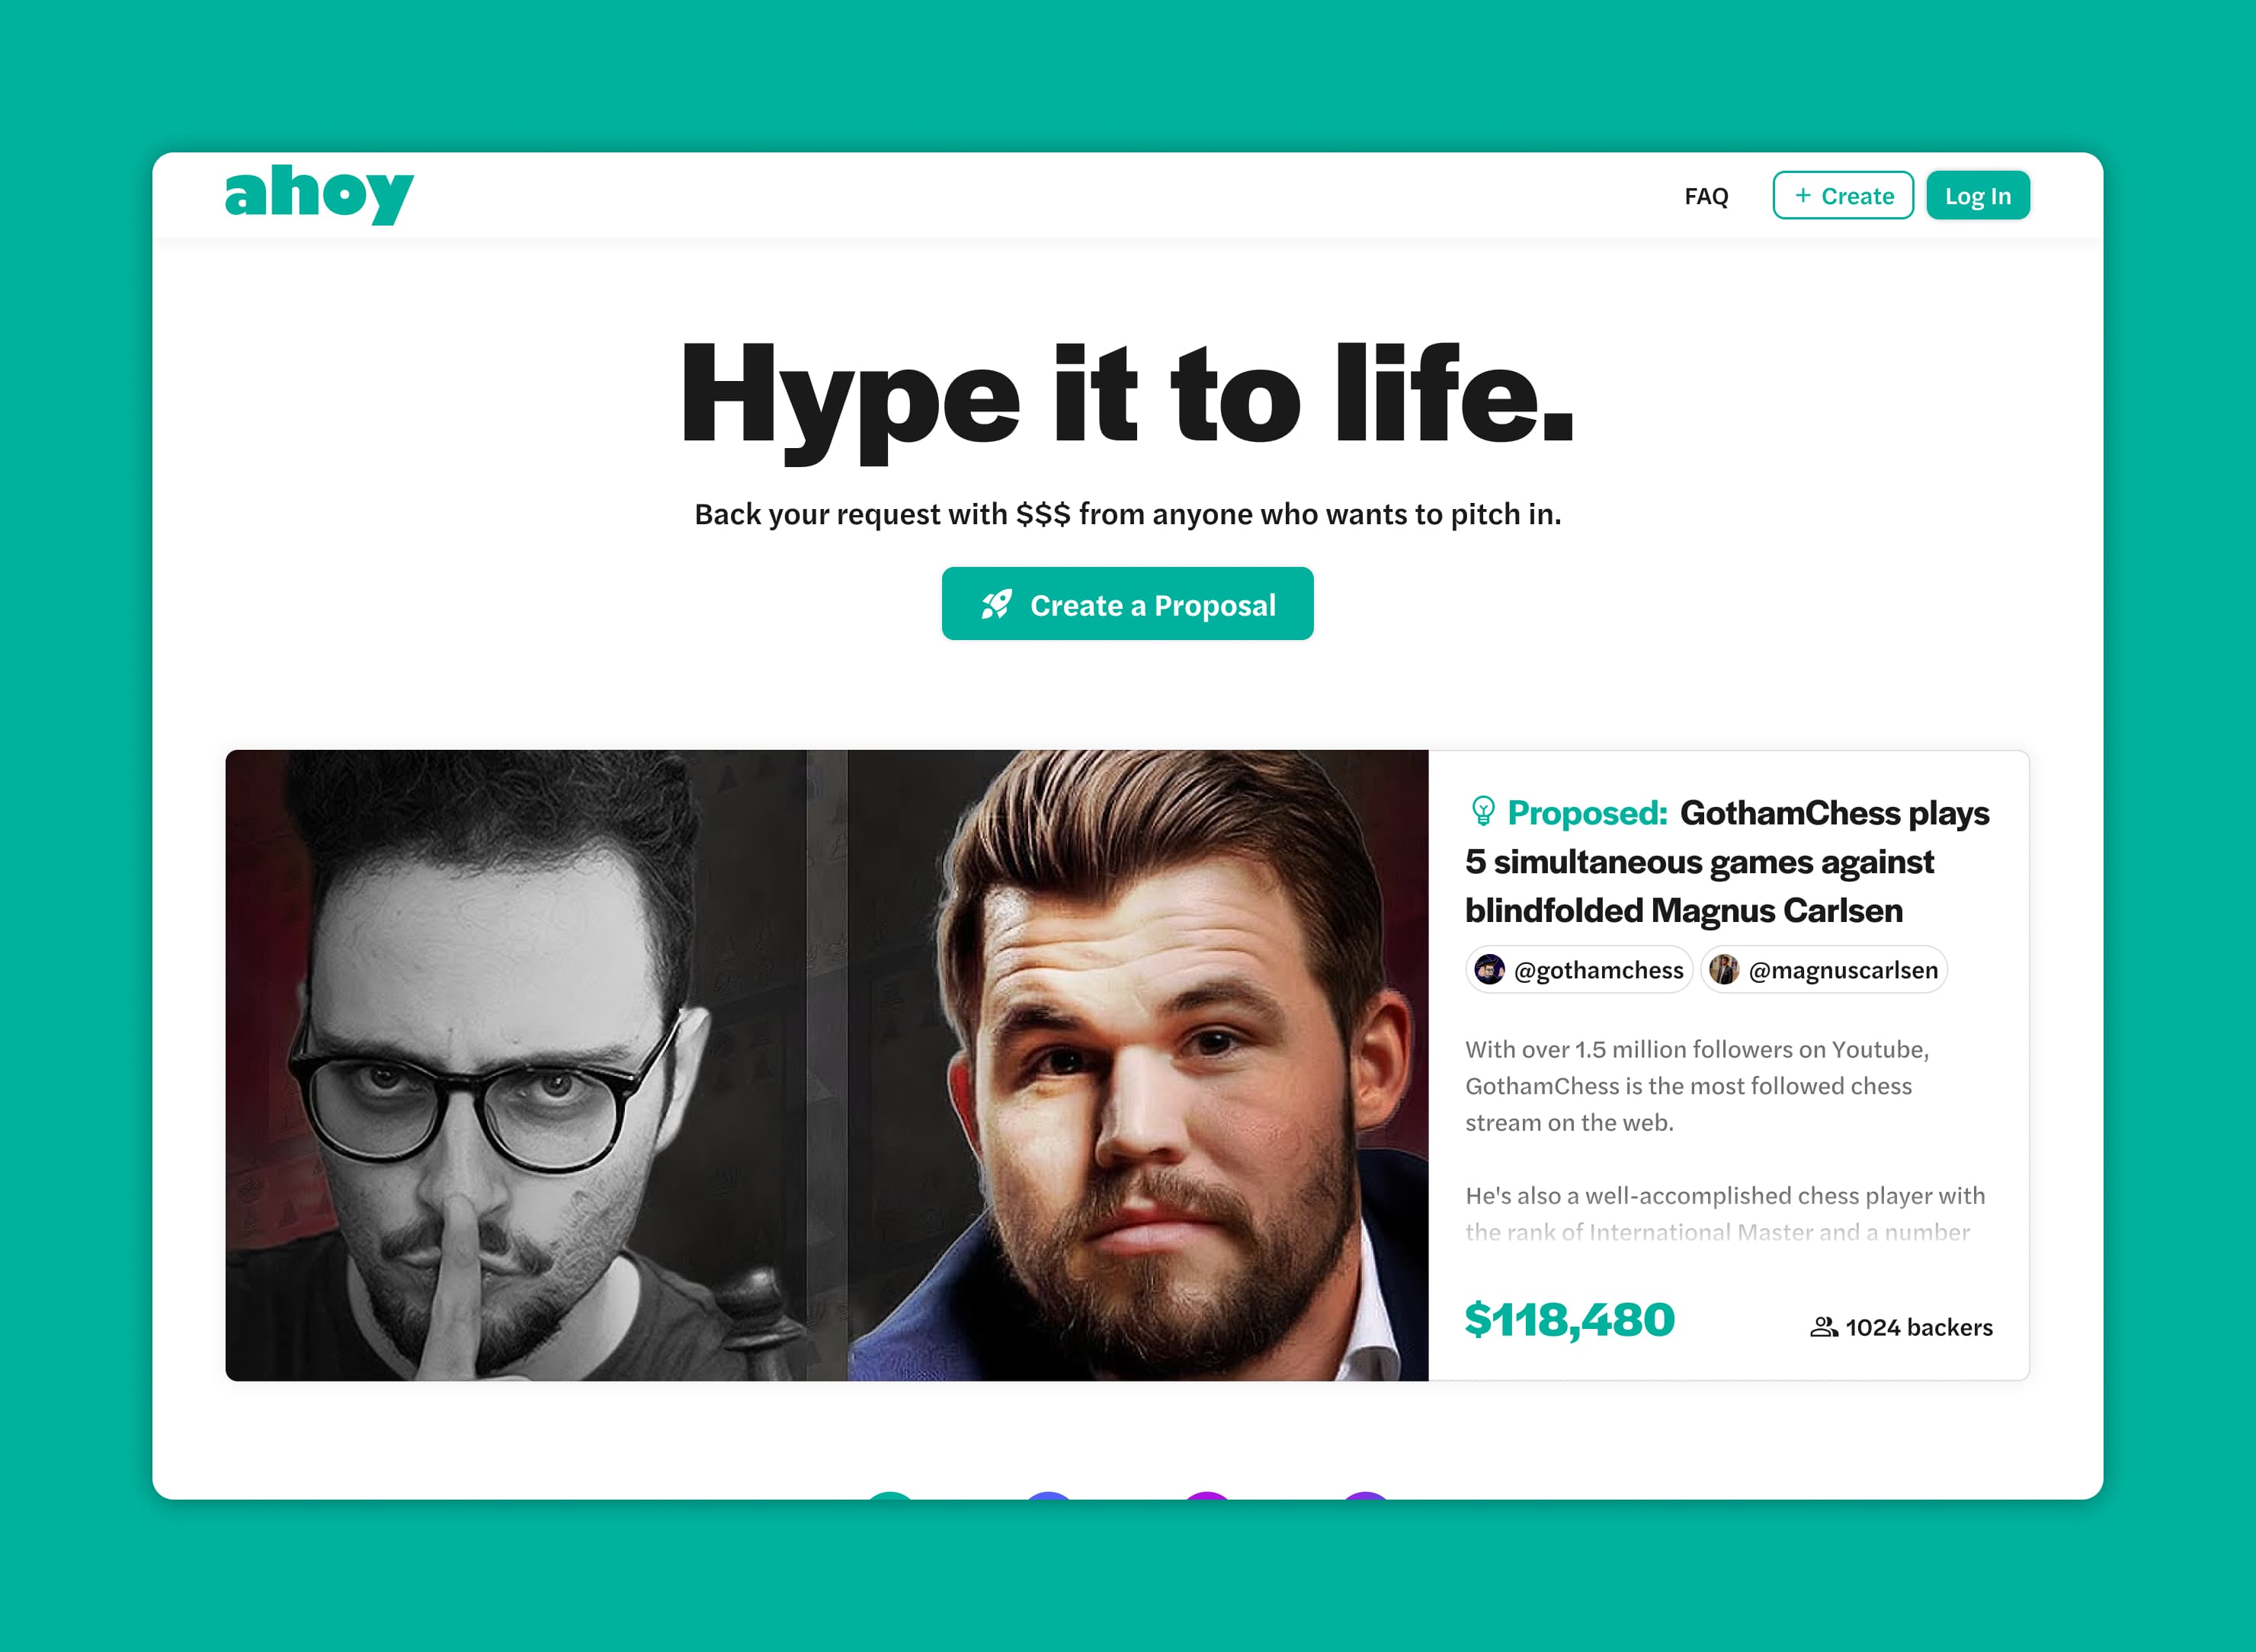 ahoy
FAQ
+ Create
Log In
Hype it to life.
Back your request with $$$ from anyone who wants to pitch in.
Create a Proposal
Proposed: GothamChess plays
5 simultaneous games against
blindfolded Magnus Carlsen
@gothamchess @magnuscarlsen
With over 1.5 million followers on Youtube,
GothamChess is the most followed chess
stream on the web.
He's also a well-accomplished chess player with
the rank of International Master and a number
$118,480
1024 backers